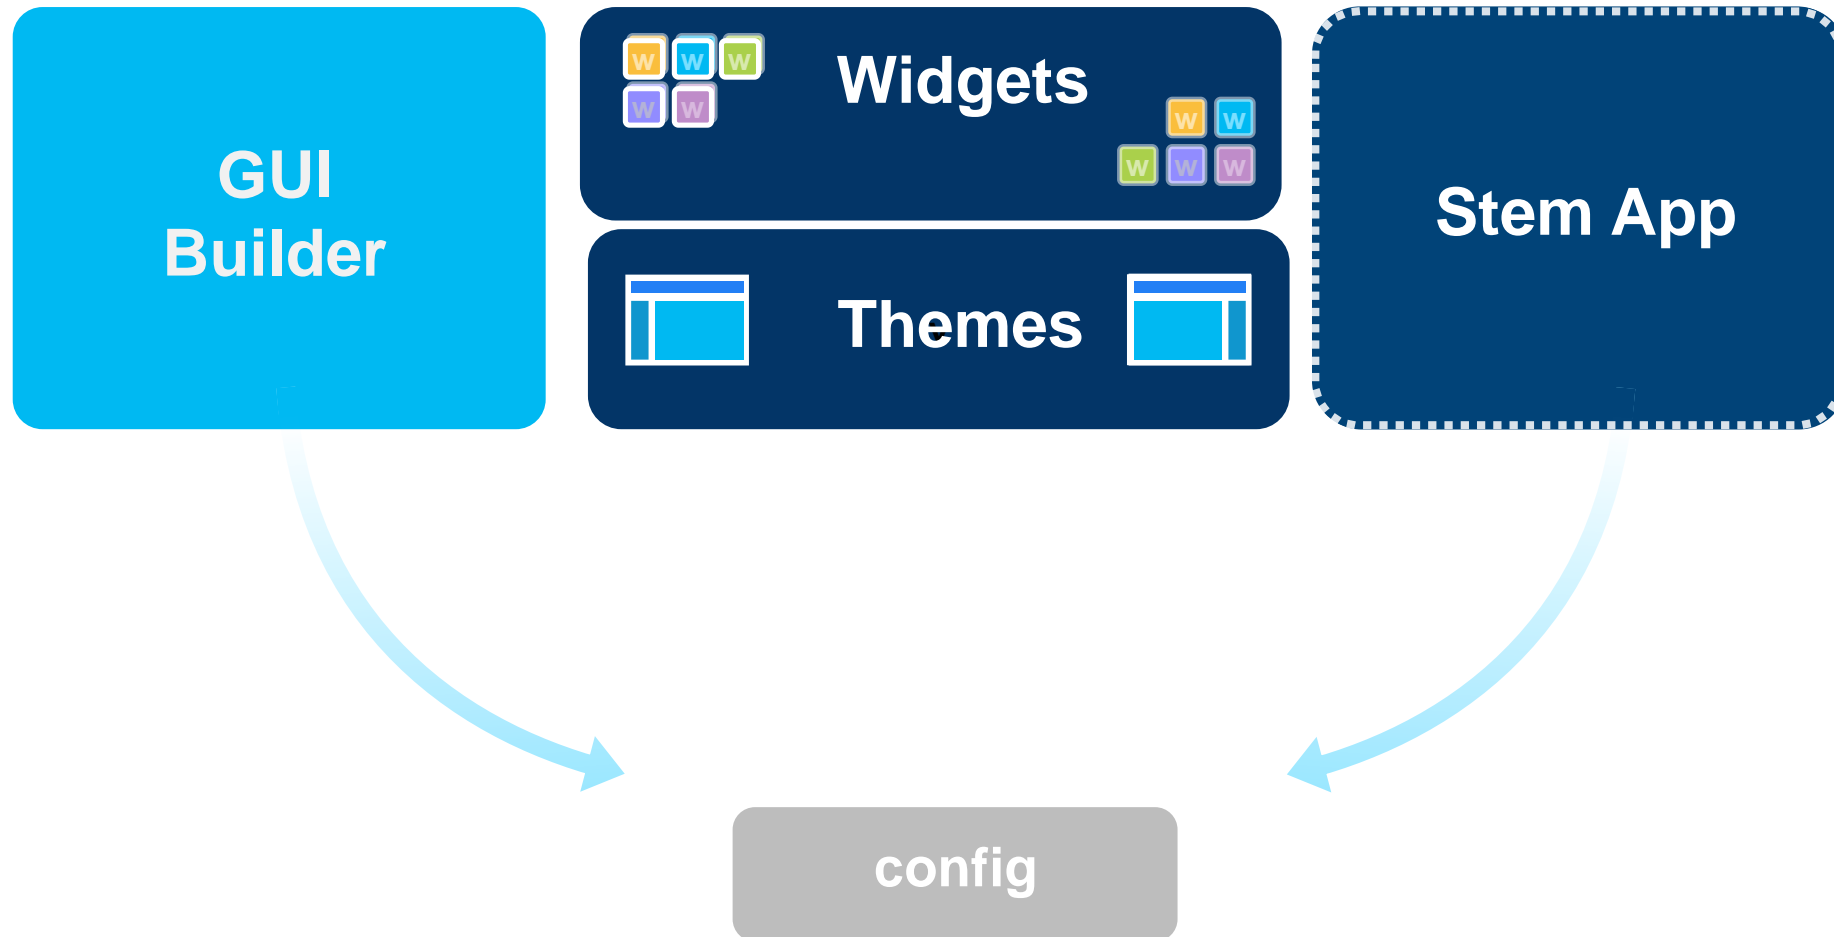 GUI
Builder
w w w
w w
Widgets
w w
w w w
Themes
Stem App
config